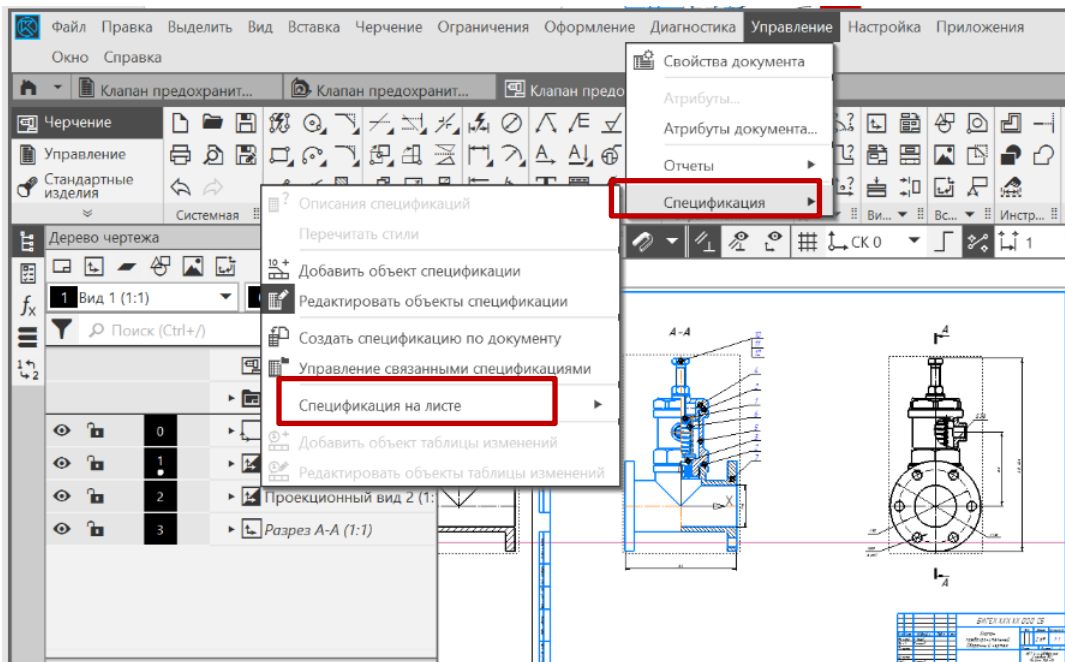 Файл Правка Выделить Вид Вставка Черчение Ограничения Оформление Диагностика Управление Настройка Приложения
Окно Справка
Клапан предохранит...
Клапан предохранит...
Клапан предо
Свойства документа
Атрибуты...
Атрибуты документа...
Отчеты
Спецификация
Черчение
Управление
Стандартные
изделия
Системная
Ви...
Вс...
Инстр...
СК 0
1
Описания спецификаций
Перечитать стили
Добавить объект спецификации
Редактировать объекты спецификации
Создать спецификацию по документу
Управление связанными спецификациями
Спецификация на листе
Добавить объект таблицы изменений
Редактировать объекты таблицы изменений
Дерево чертежа
1 Вид 1 (1:1)
Поиск (Ctrl+/)
0
1
2 Проекционный вид 2 (1:
3 Разрез А-А (1:1)
А-А
А
X
А